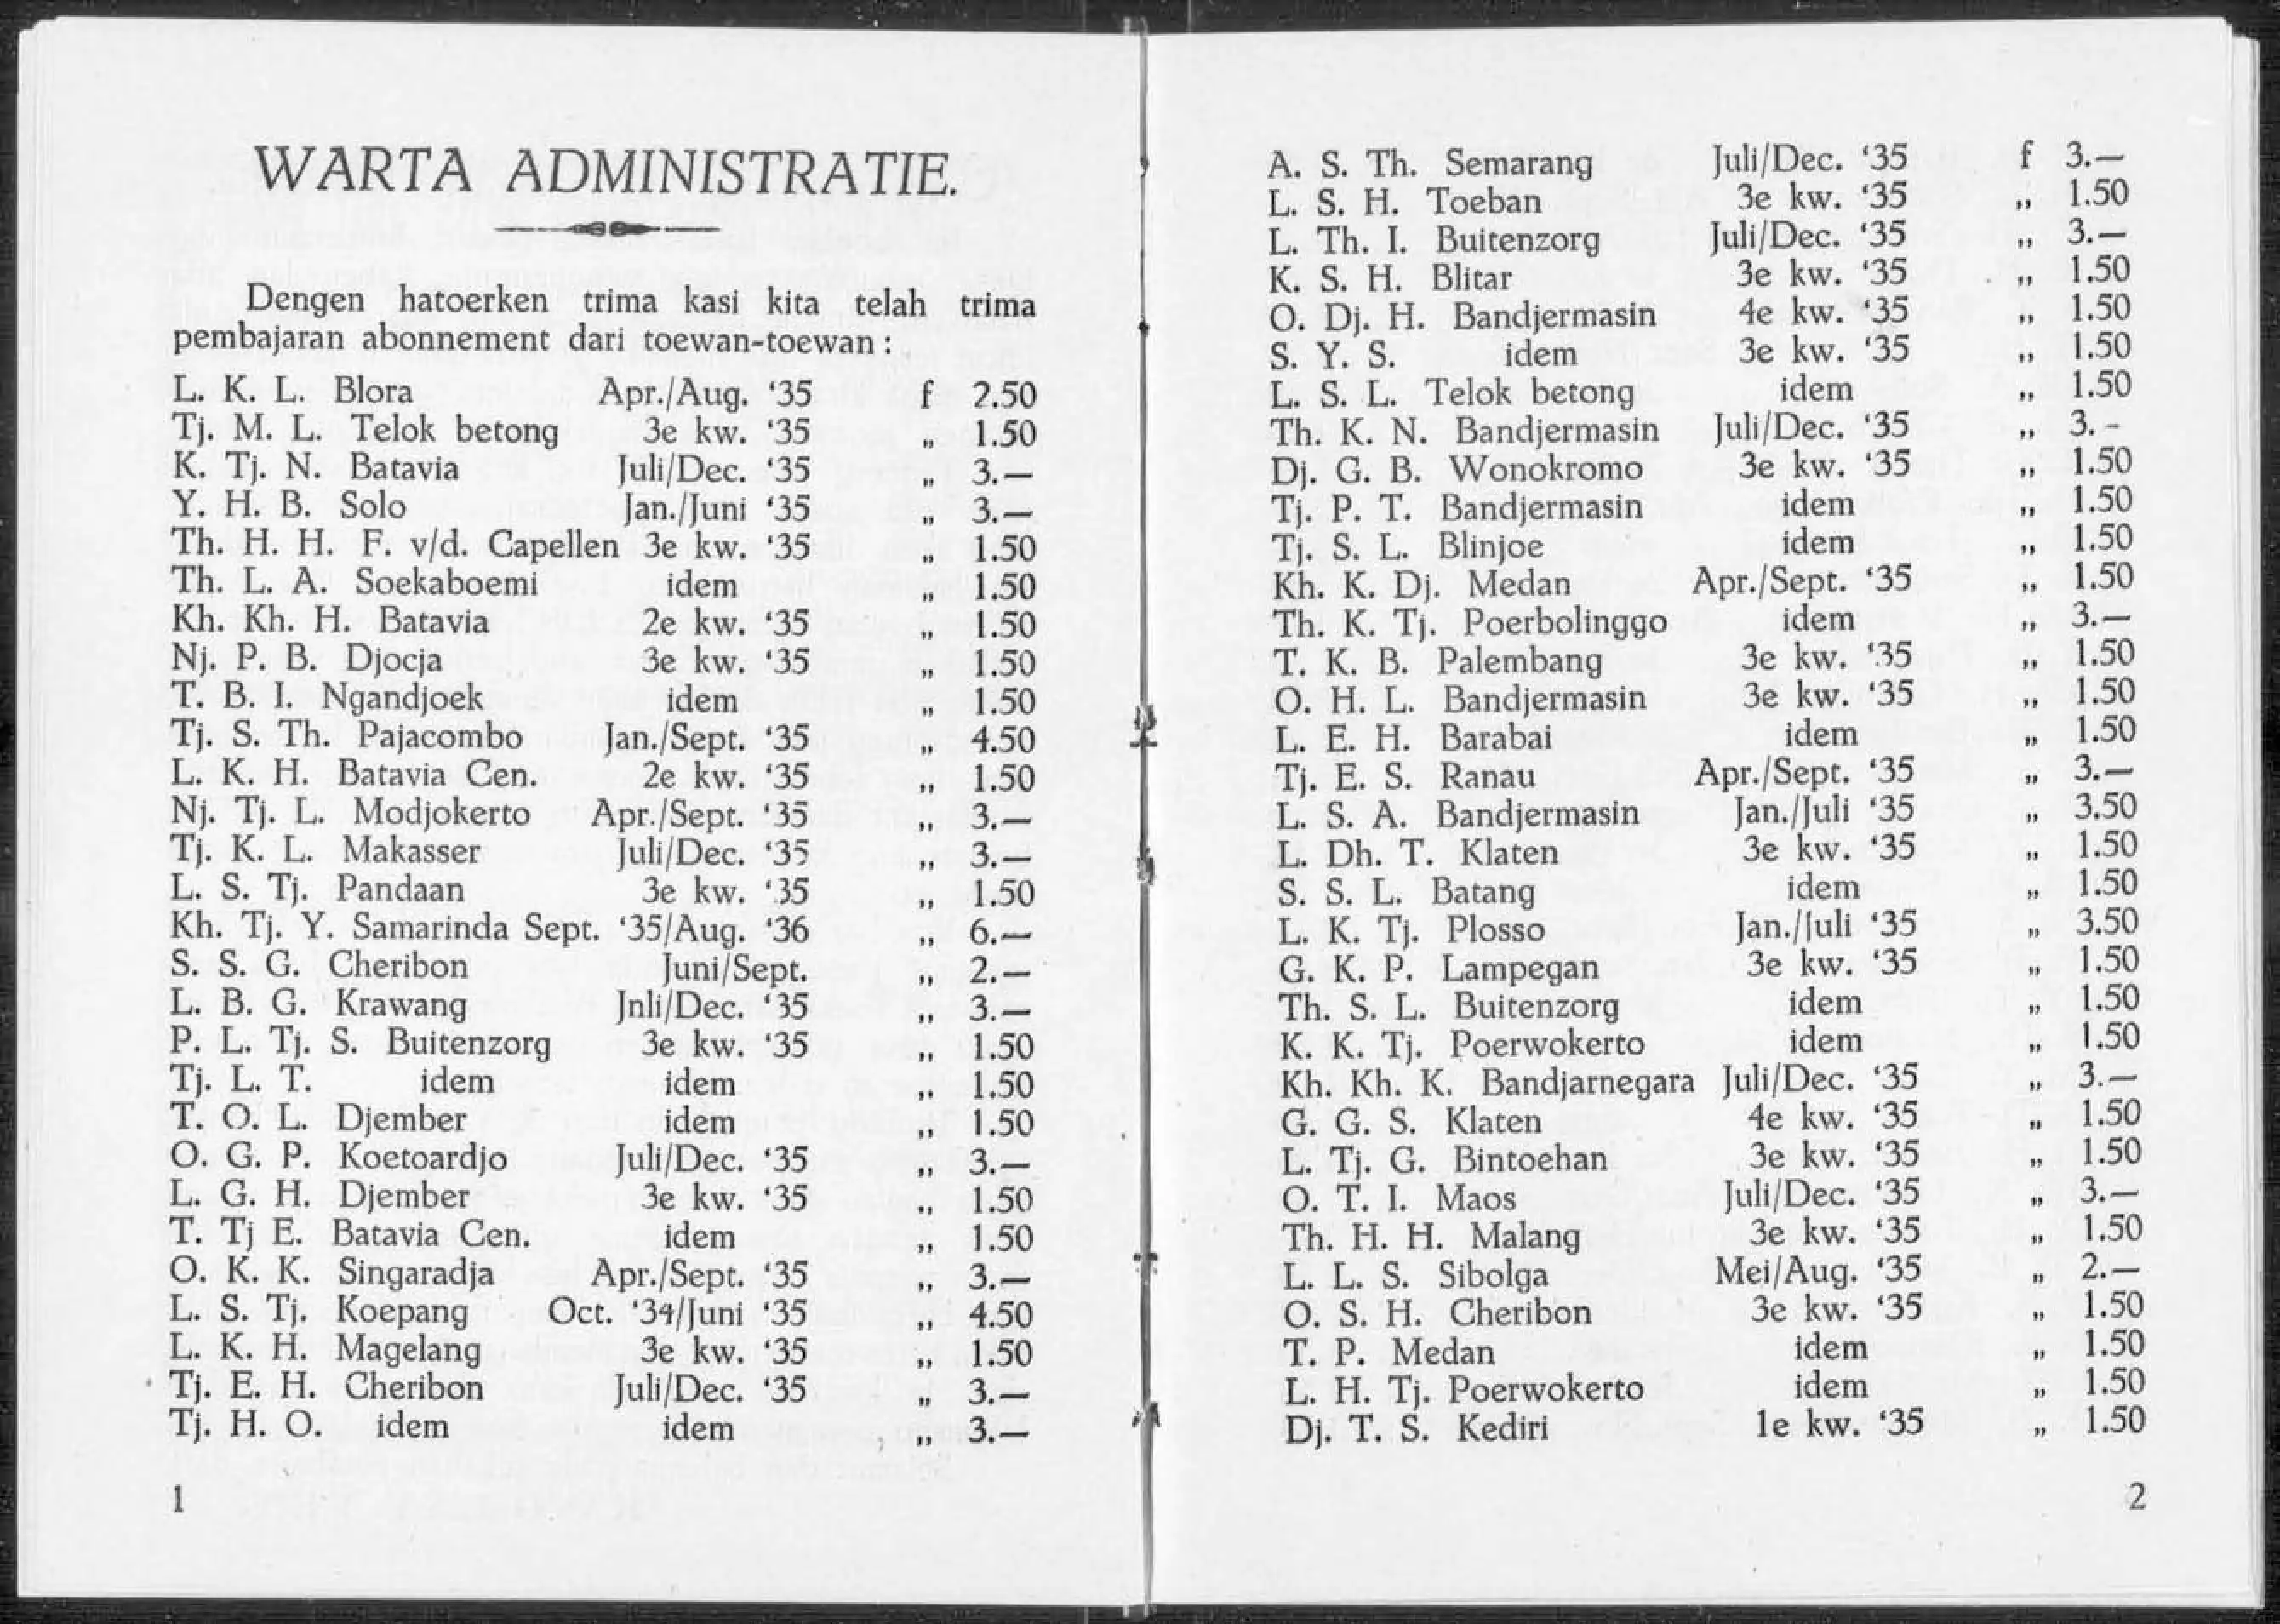 WARTA ADMINISTRATIE.
Dengen hatoerken trima kasi kita telah trima
pembajaran abonnement dari toewan-toewan :
L. K. L. Blora Apr./Aug. ‘35 f 2.50
Tj. M. L. Telok betong 3e kw. ‘35 „ 1.50
K. Tj. N. Batavia Juli/Dec. ‘35 „ 3.—
Y. H. B. Solo Jan./Juni ‘35 „ 3.—
Th. H. H. F. v/d. Capellen 3e kw. ‘35 „ 1.50
Th. L. A. Soekaboemi idem „ 1.50
Kh. Kh. H. Batavia 2e kw. ‘35 „ 1.50
Nj. P. B. Djocja 3e kw. ‘35 „ 1.50
T. B. I. Ngandjoek idem „ 1.50
Tj. S. Th. Pajacombo Jan./Sept. ‘35 „ 4.50
L. K. H. Batavia Cen. 2e kw. ‘35 „ 1.50
Nj. Tj. L. Modjokerto Apr./Sept. ‘35 „ 3.—
Tj. K. L. Makasser Juli/Dec. ‘35 „ 3.—
L. S. Tj. Pandaan 3e kw. ‘35 „ 1.50
Kh. Tj. Y. Samarinda Sept. ‘35/Aug. ‘36 „ 6.—
S. S. G. Cheribon Juni/Sept. „ 2.—
L. B. G. Krawang Jnli/Dec. ‘35 „ 3.—
P. L. Tj. S. Buitenzorg 3e kw. ‘35 „ 1.50
Tj. L. T. idem idem „ 1.50
T. O. L. Djember idem „ 1.50
O. G. P. Koetoardjo Juli/Dec. ‘35 „ 3.—
L. G. H. Djember 3e kw. ‘35 „ 1.50
T. Tj E. Batavia Cen. idem „ 1.50
O. K. K. Singaradja Apr./Sept. ‘35 „ 3.—
L. S. Tj. Koepang Oct. ‘34/Juni ‘35 „ 4.50
L. K. H. Magelang 3e kw. ‘35 „ 1.50
Tj. E. H. Cheribon Juli/Dec. ‘35 „ 3.—
Tj. H. O. idem idem „ 3.—
1
A. S. Th. Semarang Juli/Dec. ‘35 f 3.—
L. S. H. Toeban 3e kw. ‘35 „ 1.50
L. Th. I. Buitenzorg Juli/Dec. ‘35 „ 3.—
K. S. H. Blitar 3e kw. ‘35 „ 1.50
O. Dj. H. Bandjermasin 4e kw. ‘35 „ 1.50
S. Y. S. idem 3e kw. ‘35 „ 1.50
L. S. L. Telok betong idem „ 1.50
Th. K. N. Bandjermasin Juli/Dec. ‘35 „ 3.-
Dj. G. B. Wonokromo 3e kw. ‘35 „ 1.50
Tj. P. T. Bandjermasin idem „ 1.50
Tj. S. L. Blinjoe idem „ 1.50
Kh. K. Dj. Medan Apr./Sept. ‘35 „ 1.50
Th. K. Tj. Poerbolinggo idem „ 3.—
T. K. B. Palembang 3e kw. ‘35 „ 1.50
O. H. L. Bandjermasin 3e kw. ‘35 „ 1.50
L. E. H. Barabai idem „ 1.50
Tj. E. S. Ranau Apr./Sept. ‘35 „ 3.—
L. S. A. Bandjermasin Jan./Juli ‘35 „ 3.50
L. Dh. T. Klaten 3e kw. ‘35 „ 1.50
S. S. L. Batang idem „ 1.50
L. K. Tj. Plosso Jan./Juli ‘35 „ 3.50
G. K. P. Lampegan 3e kw. ‘35 „ 1.50
Th. S. L. Buitenzorg idem „ 1.50
K. K. Tj. Poerwokerto idem „ 1.50
Kh. Kh. K. Bandjarnegara Juli/Dec. ‘35 „ 3.—
G. G. S. Klaten 4e kw. ‘35 „ 1.50
L. Tj. G. Bintoehan 3e kw. ‘35 „ 1.50
O. T. I. Maos Juli/Dec. ‘35 „ 3.—
Th. H. H. Malang 3e kw. ‘35 „ 1.50
L. L. S. Sibolga Mei/Aug. ‘35 „ 2.—
O. S. H. Cheribon 3e kw. ‘35 „ 1.50
T. P. Medan idem „ 1.50
L. H. Tj. Poerwokerto idem „ 1.50
Dj. T. S. Kediri 1e kw. ‘35 „ 1.50
2